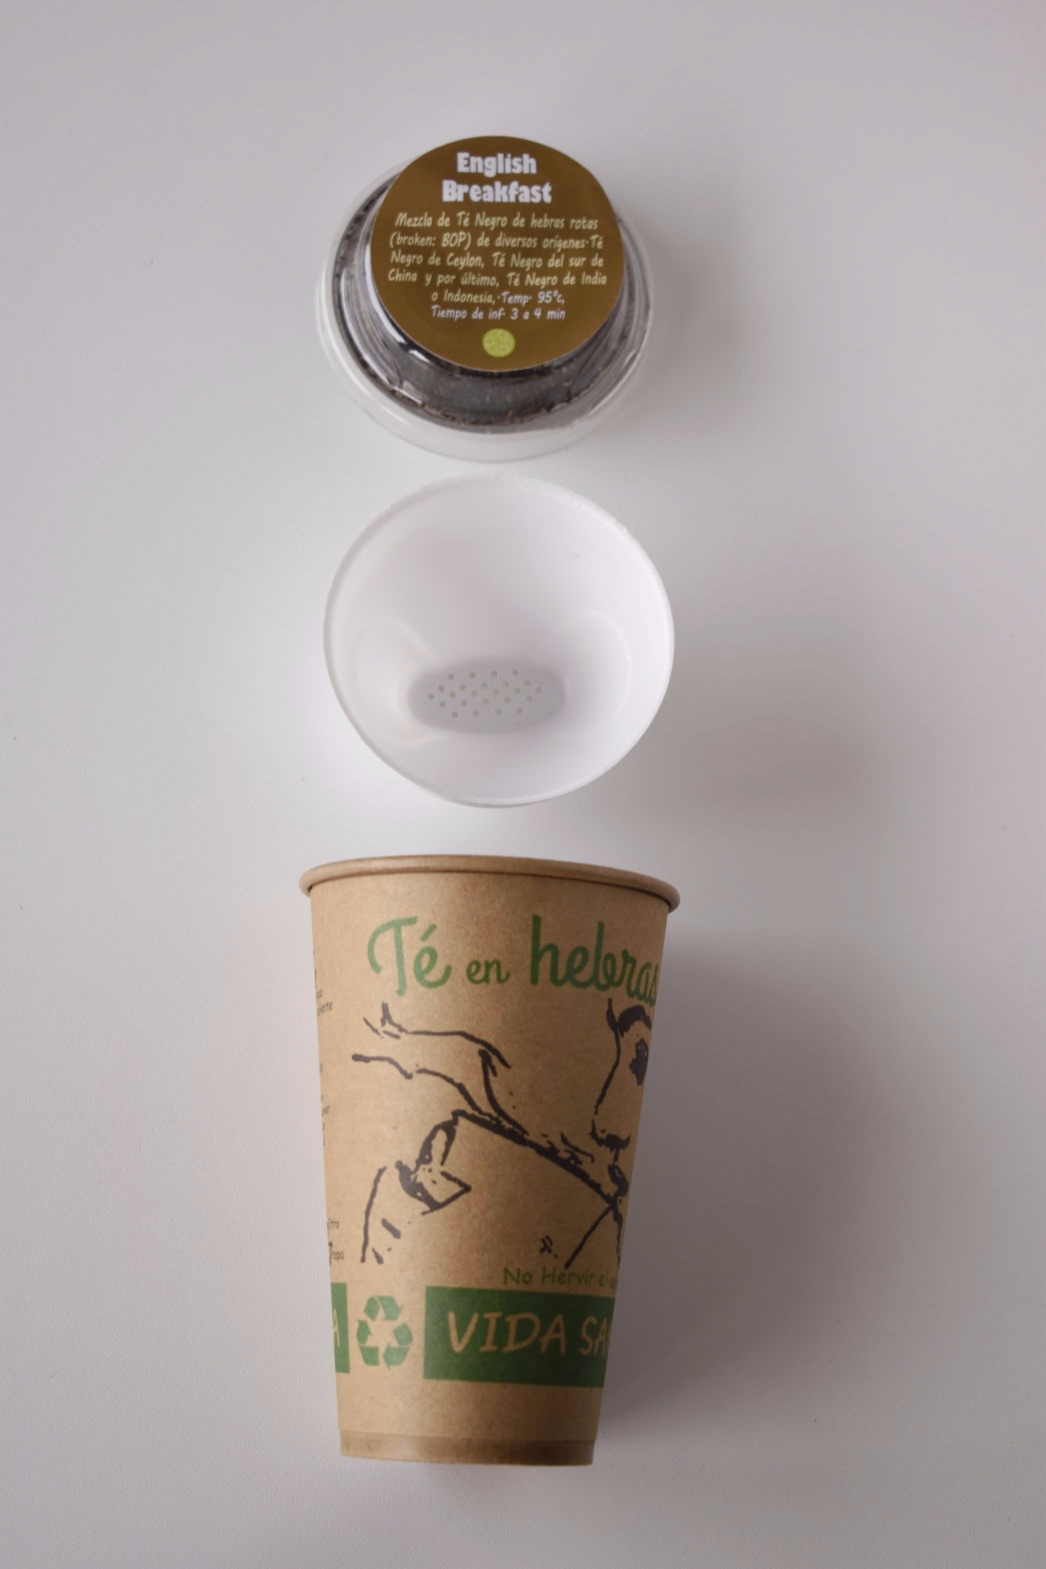 English
Breakfast
Mezcla de Té Negro de hebras rotas
(broken: BOP) de diversos orígenes·Té
Negro de Ceylon, Té Negro del sur de
China y por último, Té Negro de India
o Indonesia,·Temp· 95°c,
Tiempo de inf· 3 a 4 min
Té en hebras
No Hervir el
VIDA